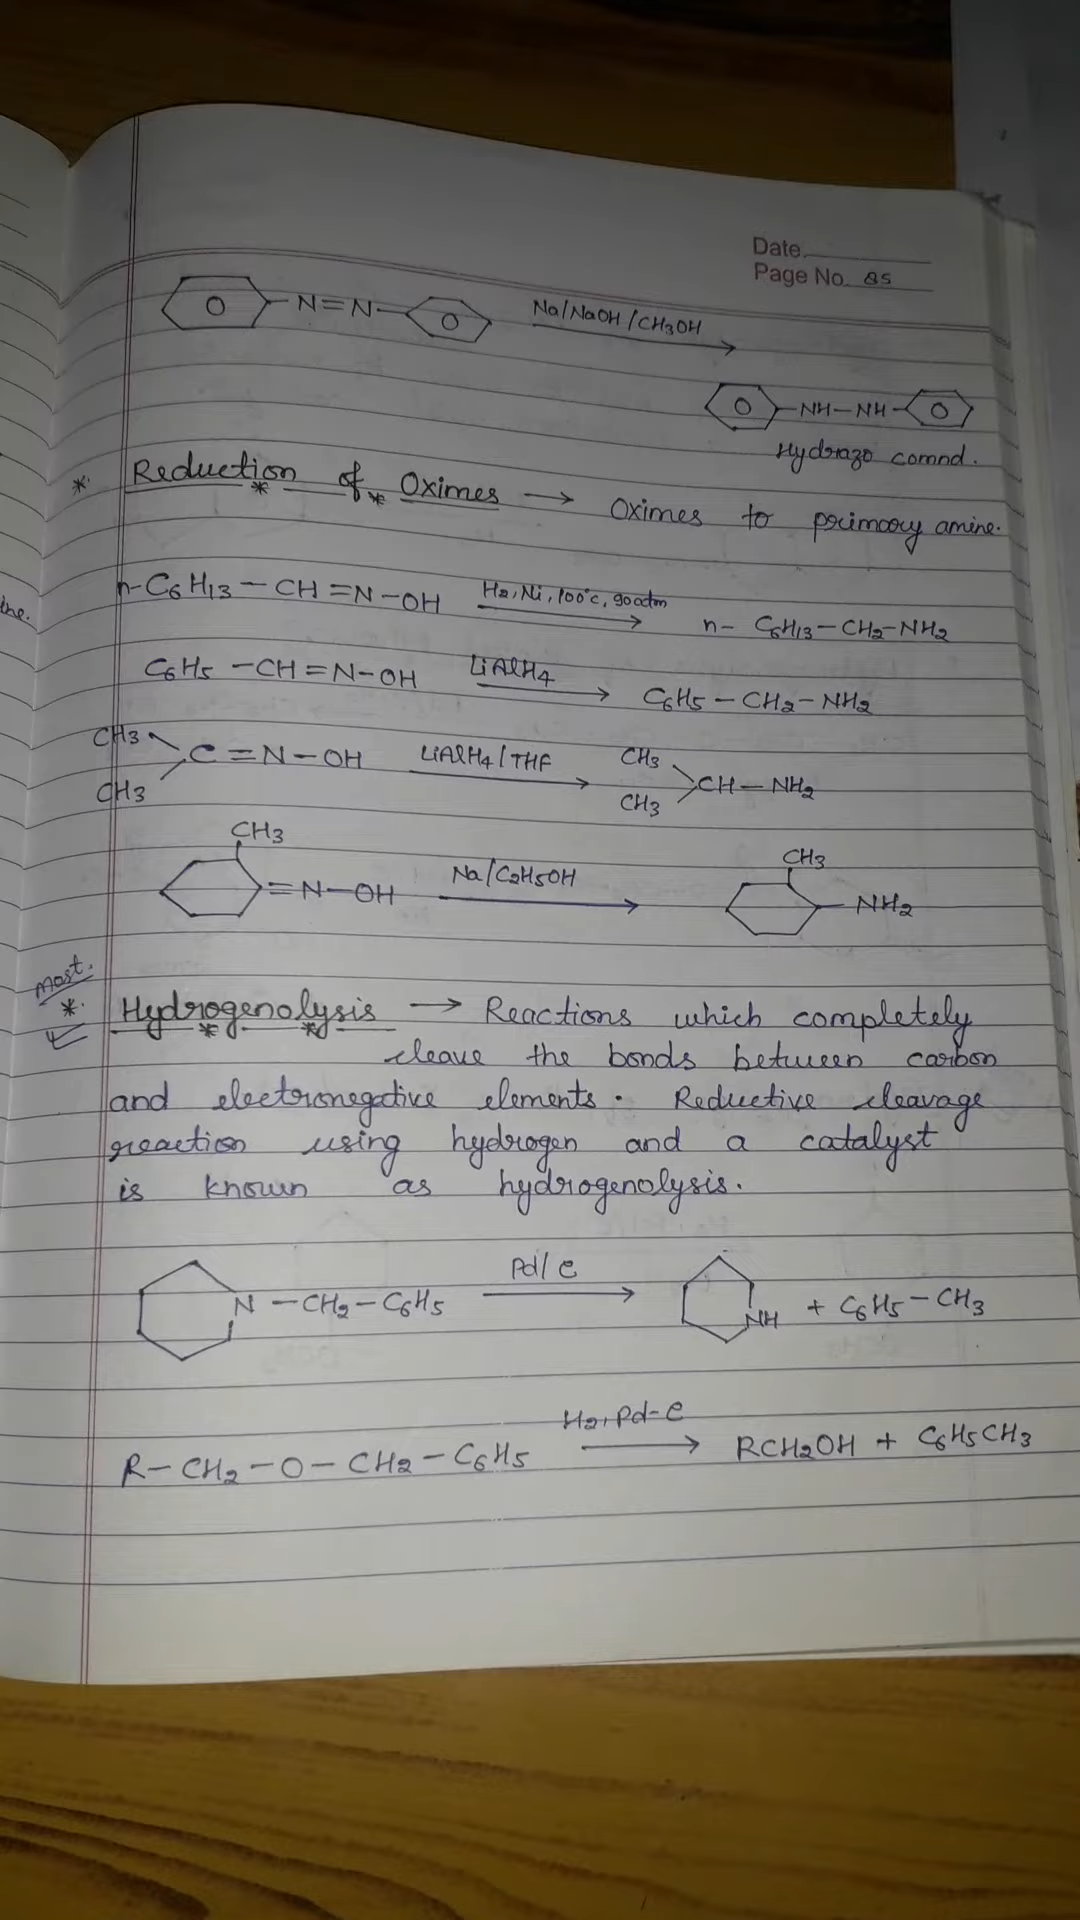 Date
Page No. 85
N=N Na/NaOH/CH3OH
NH-NH
Hydrazo comnd.
* Reduction of Oximes → Oximes to primary amine.
n-C6H13-CH=N-OH H2,Ni,100°c,90atm n- C6H13-CH2-NH2
C6H5-CH=N-OH LiAlH4 C6H5-CH2-NH2
CH3
CH3
C=N-OH LiAlH4/THF
CH3
CH3
CH-NH2
CH3
=N-OH Na/C2H5OH
CH3
-NH2
most.
* Hydrogenolysis → Reactions which completely
cleave the bonds between carbon
and electronegative elements. Reductive cleavage
reaction using hydrogen and a catalyst
is known as hydrogenolysis.
N-CH2-C6H5 Pd/C NH + C6H5-CH3
R-CH2-O-CH2-C6H5 H2,Pd-C RCH2OH + C6H5CH3